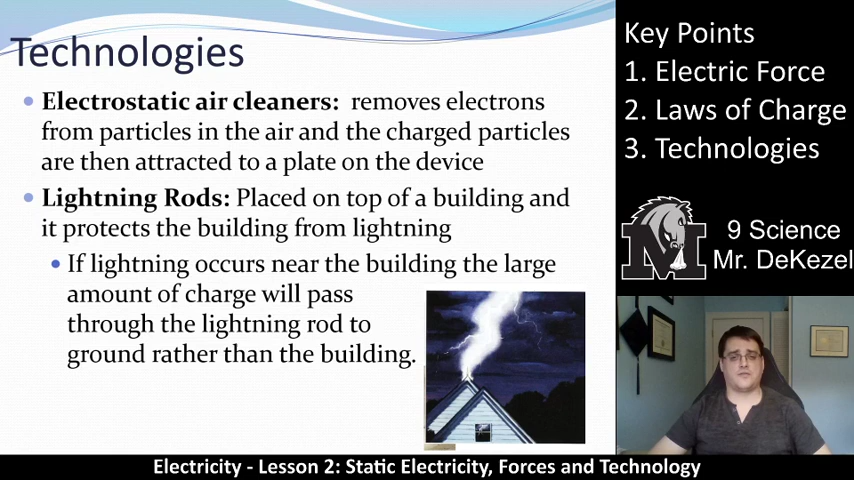 Technologies
Electrostatic air cleaners: removes electrons
from particles in the air and the charged particles
are then attracted to a plate on the device
Lightning Rods: Placed on top of a building and
it protects the building from lightning
If lightning occurs near the building the large
amount of charge will pass
through the lightning rod to
ground rather than the building.
Key Points
1. Electric Force
2. Laws of Charge
3. Technologies
M
9 Science
Mr. DeKezel
Electricity - Lesson 2: Static Electricity, Forces and Technology